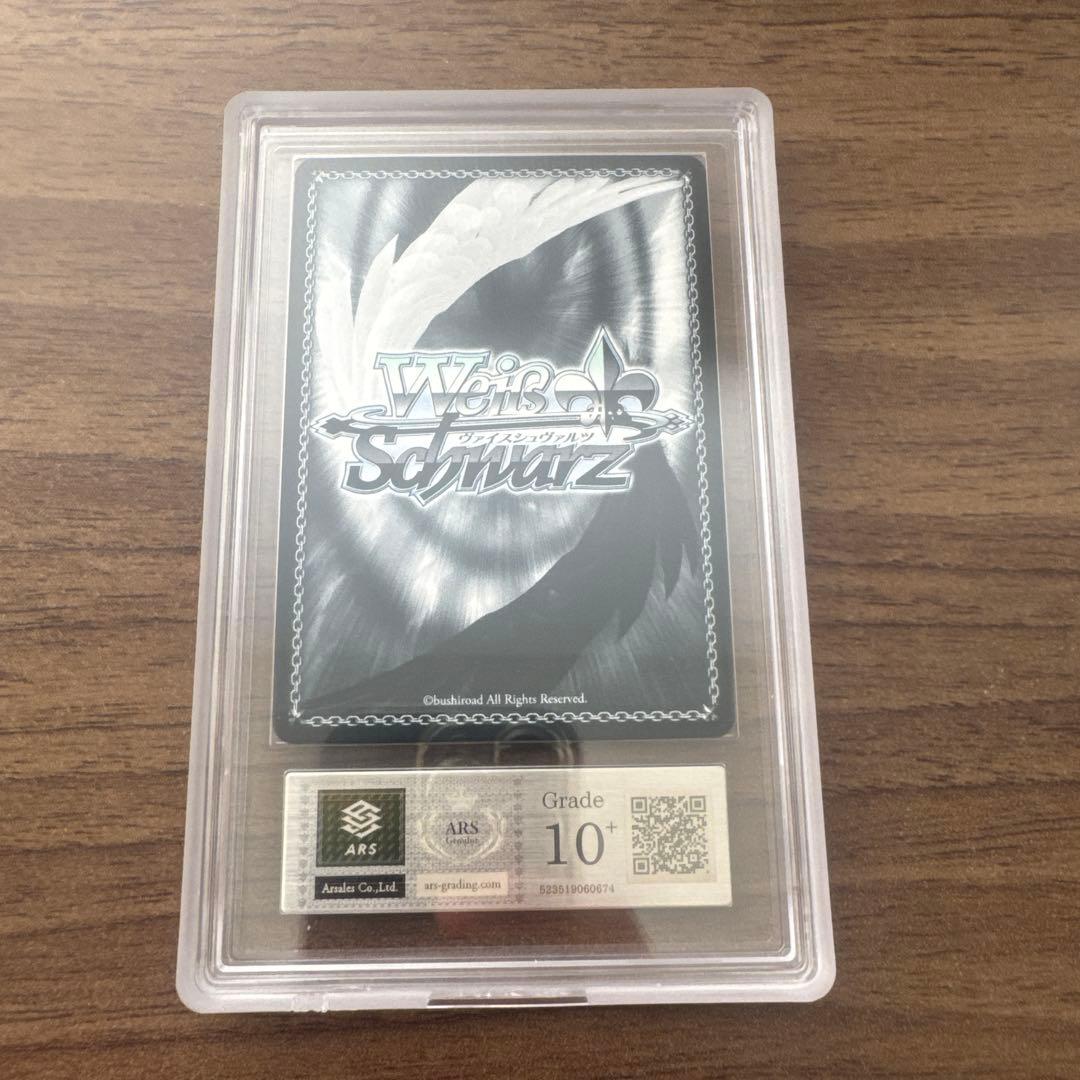 Weiß
ヴァイスシュヴァルツ
Schwarz
©bushiroad All Rights Reserved.
ARS
Arsales Co.,Ltd.
ARS
Genuine
ars-grading.com
Grade
10+
523519060674